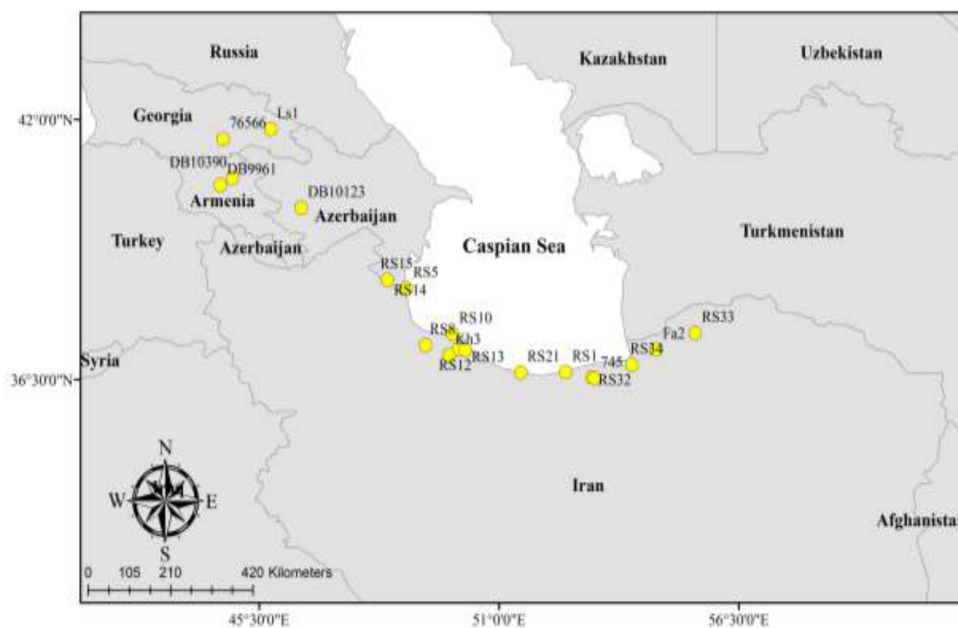 Russia
Kazakhstan
Uzbekistan
42°0'0"N
Georgia
76566
Ls1
DB10390
DB9961
Armenia
DB10123
Azerbaijan
Turkey
Azerbaijan
Caspian Sea
Turkmenistan
RS15
RS5
RS14
RS10
RS8
Kh3
RS13
RS12
RS33
Fa2
RS34
RS21
RS1
745
RS32
Syria
36°30'0"N
Iran
Afghanistan
N
W
E
S
0 105 210 420 Kilometers
45°30'0"E
51°0'0"E
56°30'0"E